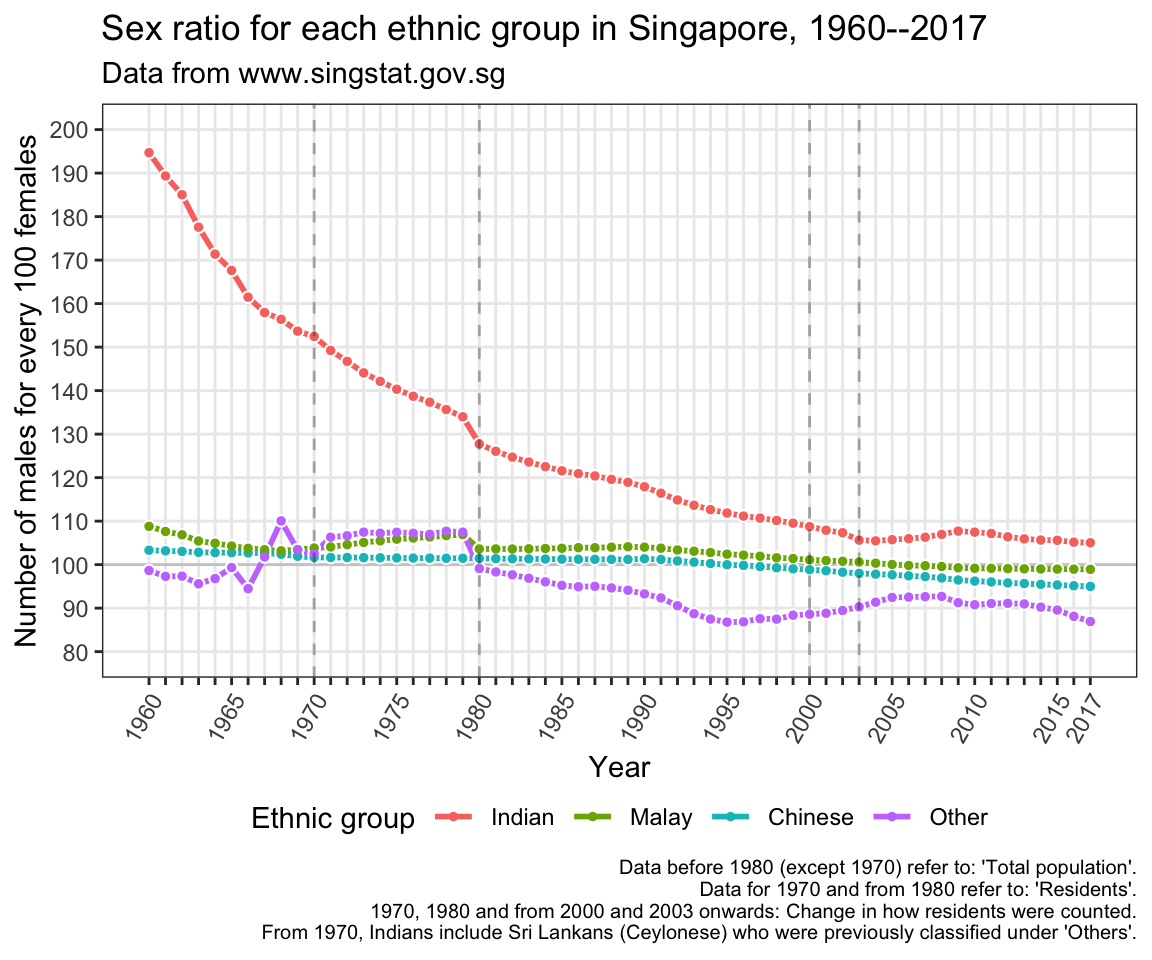 Sex ratio for each ethnic group in Singapore, 1960--2017
Data from www.singstat.gov.sg
Number of males for every 100 females
200
190
180
170
160
150
140
130
120
110
100
90
80
1960 1965 1970 1975 1980 1985 1990 1995 2000 2005 2010 2015 2017
Year
Ethnic group Indian Malay Chinese Other
Data before 1980 (except 1970) refer to: 'Total population'.
Data for 1970 and from 1980 refer to: 'Residents'.
1970, 1980 and from 2000 and 2003 onwards: Change in how residents were counted.
From 1970, Indians include Sri Lankans (Ceylonese) who were previously classified under 'Others'.